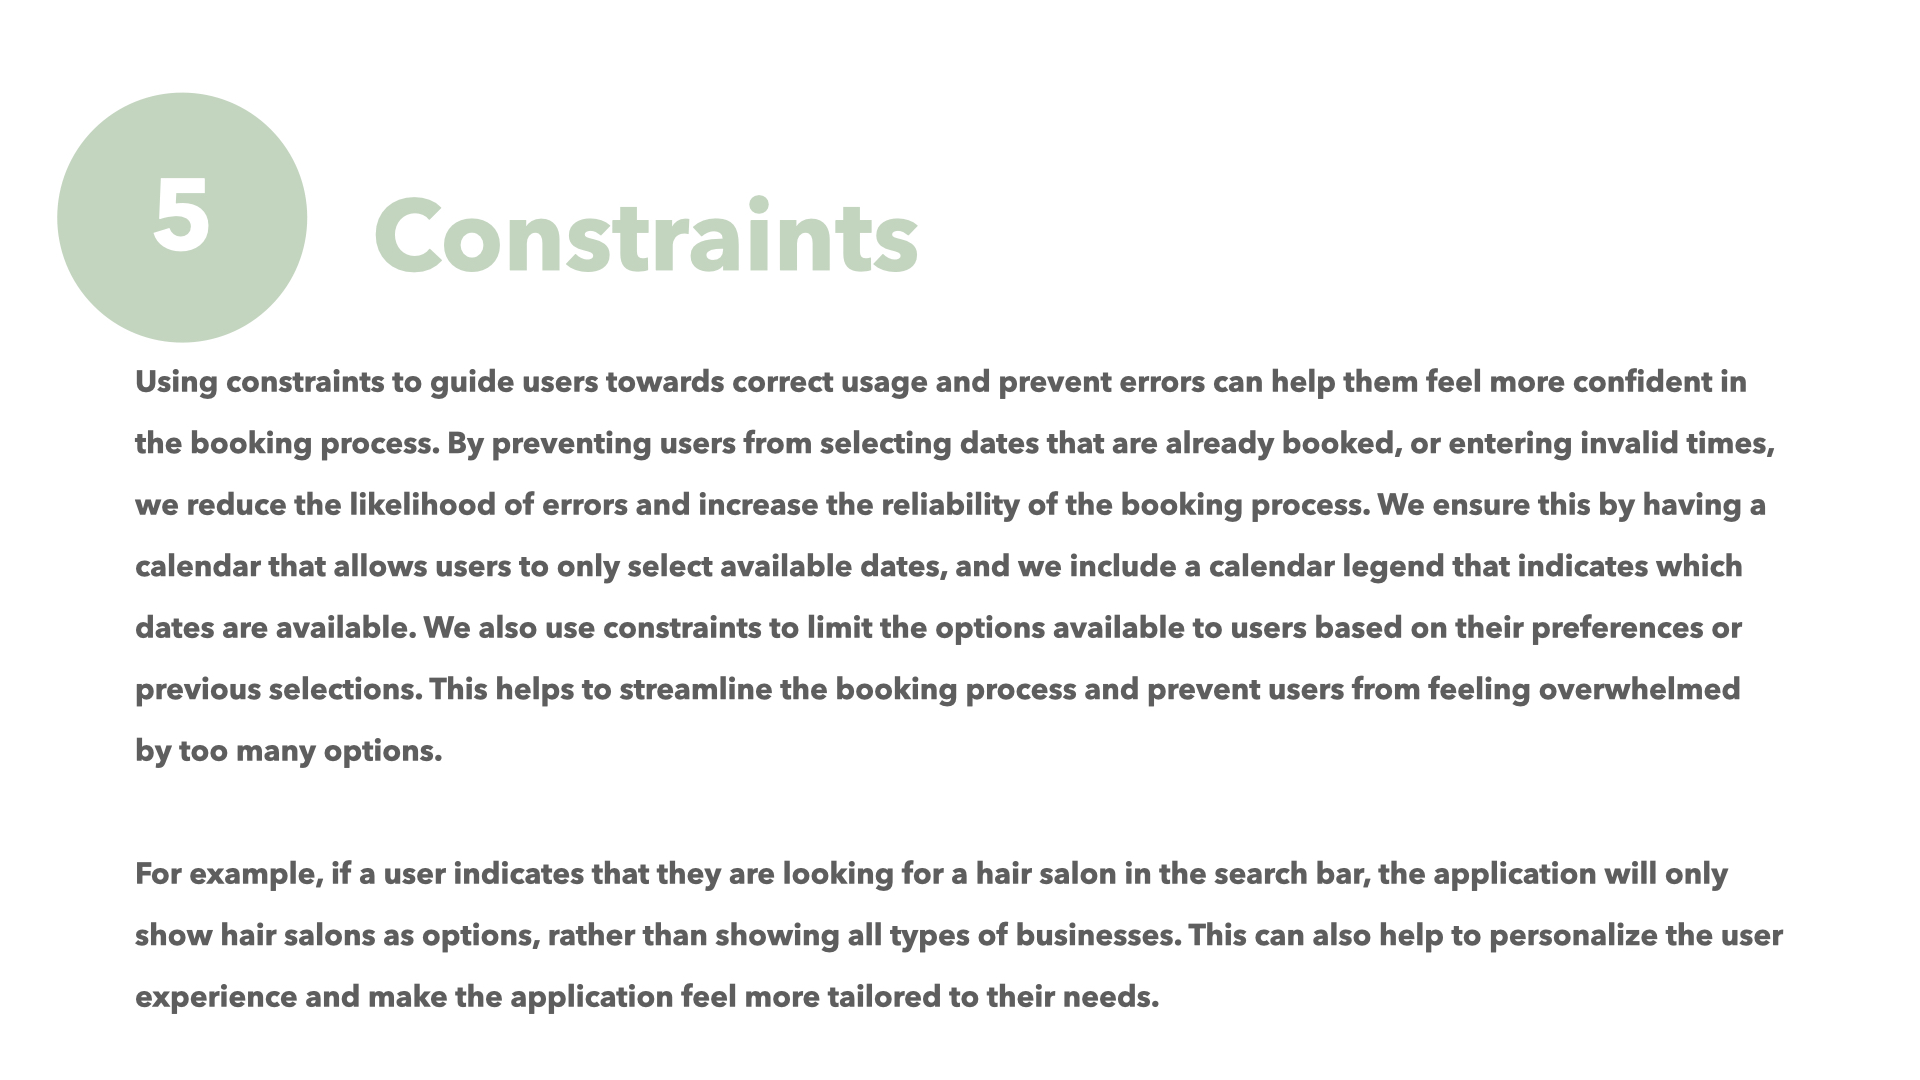 5
Constraints
Using constraints to guide users towards correct usage and prevent errors can help them feel more confident in
the booking process. By preventing users from selecting dates that are already booked, or entering invalid times,
we reduce the likelihood of errors and increase the reliability of the booking process. We ensure this by having a
calendar that allows users to only select available dates, and we include a calendar legend that indicates which
dates are available. We also use constraints to limit the options available to users based on their preferences or
previous selections. This helps to streamline the booking process and prevent users from feeling overwhelmed
by too many options.
For example, if a user indicates that they are looking for a hair salon in the search bar, the application will only
show hair salons as options, rather than showing all types of businesses. This can also help to personalize the user
experience and make the application feel more tailored to their needs.